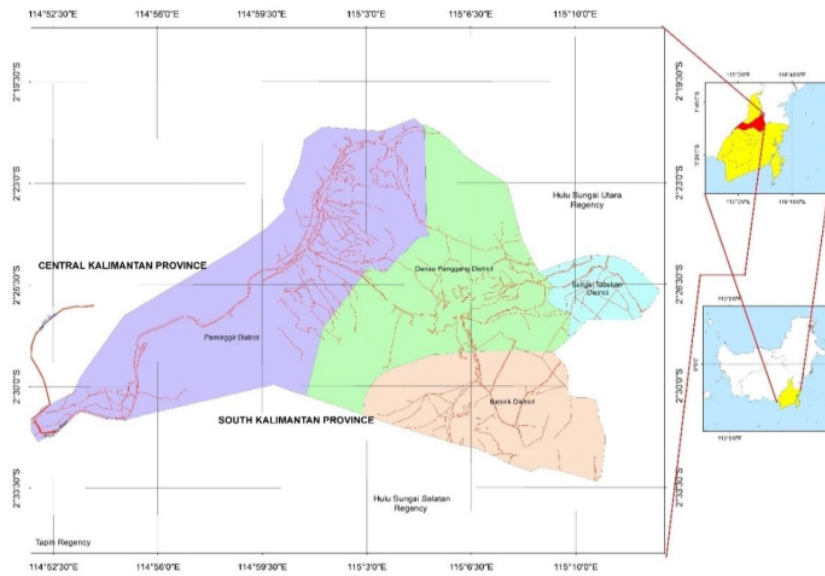 114°52'30"E 114°56'0"E 114°59'30"E 115°3'0"E 115°6'30"E 115°10'0"E
2°19'30"S
2°19'30"S
2°23'0"S
2°23'0"S
Hulu Sungai Utara
Regency
CENTRAL KALIMANTAN PROVINCE
Danau Panggang District
2°26'30"S
2°26'30"S
Sungai Tabukan
District
Paminggir District
2°30'0"S
2°30'0"S
Babirik District
SOUTH KALIMANTAN PROVINCE
2°33'30"S
2°33'30"S
Hulu Sungai Selatan
Regency
Tapin Regency
114°52'30"E 114°56'0"E 114°59'30"E 115°3'0"E 115°6'30"E 115°10'0"E